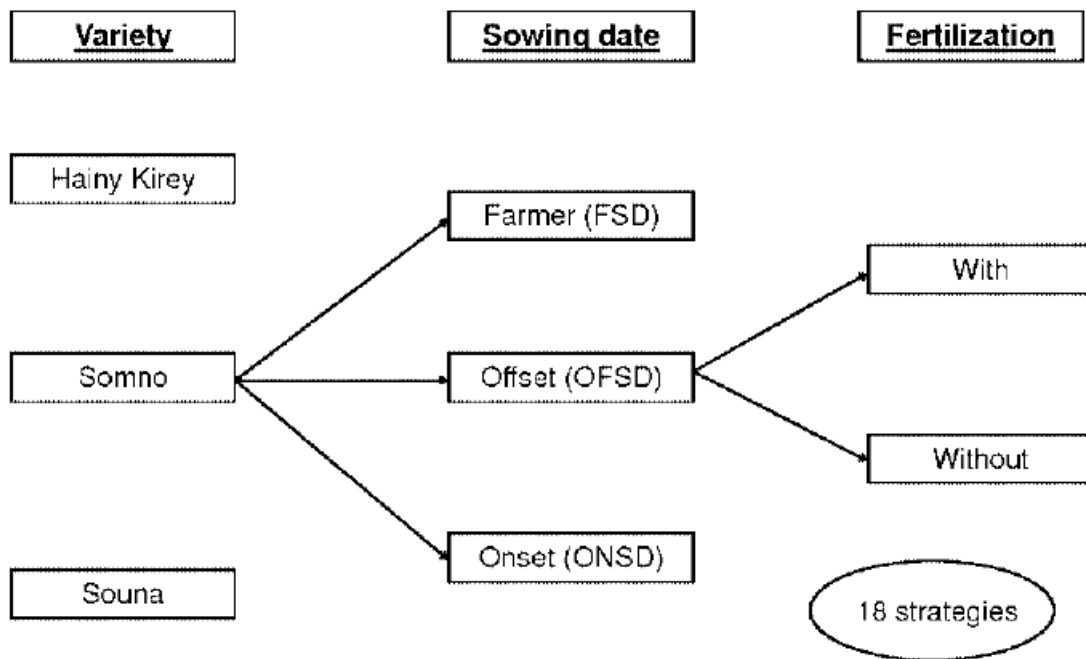 Variety
Sowing date
Fertilization
Hainy Kirey
Farmer (FSD)
With
Somno
Offset (OFSD)
Without
Onset (ONSD)
Souna
18 strategies